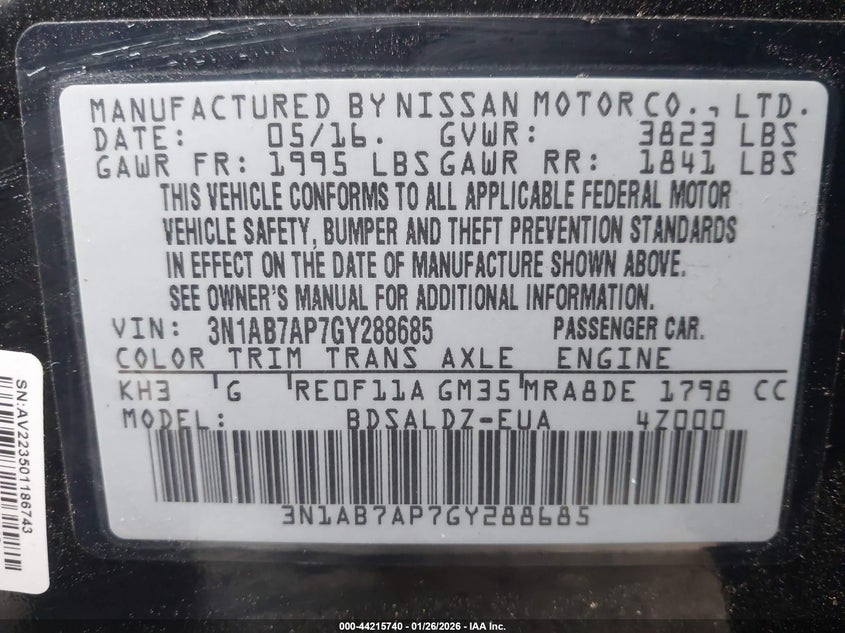 MANUFACTURED BY NISSAN MOTOR CO., LTD.
DATE: 05/16. GVWR: 3823 LBS
GAWR FR: 1995 LBS GAWR RR: 1841 LBS
THIS VEHICLE CONFORMS TO ALL APPLICABLE FEDERAL MOTOR
VEHICLE SAFETY, BUMPER AND THEFT PREVENTION STANDARDS
IN EFFECT ON THE DATE OF MANUFACTURE SHOWN ABOVE.
SEE OWNER'S MANUAL FOR ADDITIONAL INFORMATION.
VIN: 3N1AB7AP7GY288685 PASSENGER CAR.
COLOR TRIM TRANS AXLE ENGINE
KH3 G RE0F11A GM35 MRA8DE 1798 CC
MODEL: BDSALDZ-EUA 4Z000
3N1AB7AP7GY288685
SN:AV223501186743
000-44215740 - 01/26/2026 - IAA Inc.